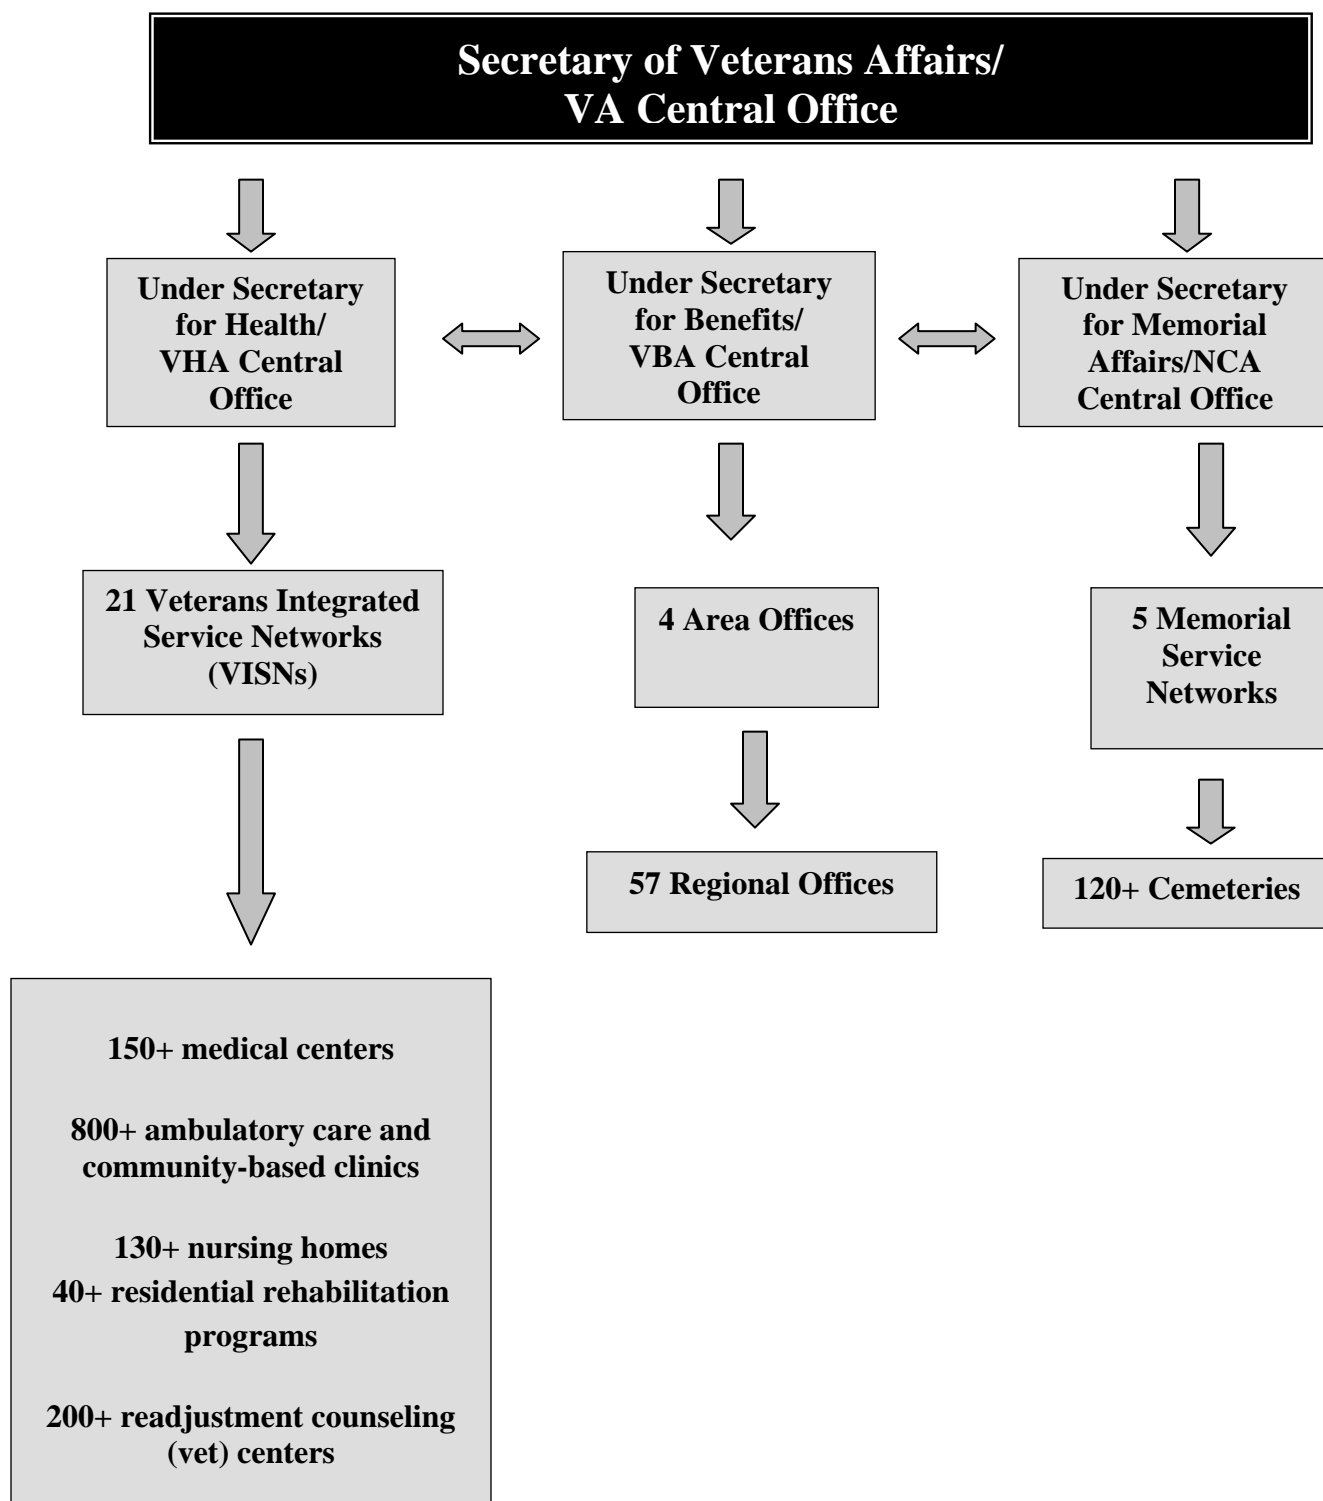 Secretary of Veterans Affairs/
VA Central Office
Under Secretary
for Health/
VHA Central
Office
Under Secretary
for Benefits/
VBA Central
Office
Under Secretary
for Memorial
Affairs/NCA
Central Office
21 Veterans Integrated
Service Networks
(VISNs)
4 Area Offices
5 Memorial
Service
Networks
57 Regional Offices
120+ Cemeteries
150+ medical centers
800+ ambulatory care and
community-based clinics
130+ nursing homes
40+ residential rehabilitation
programs
200+ readjustment counseling
(vet) centers